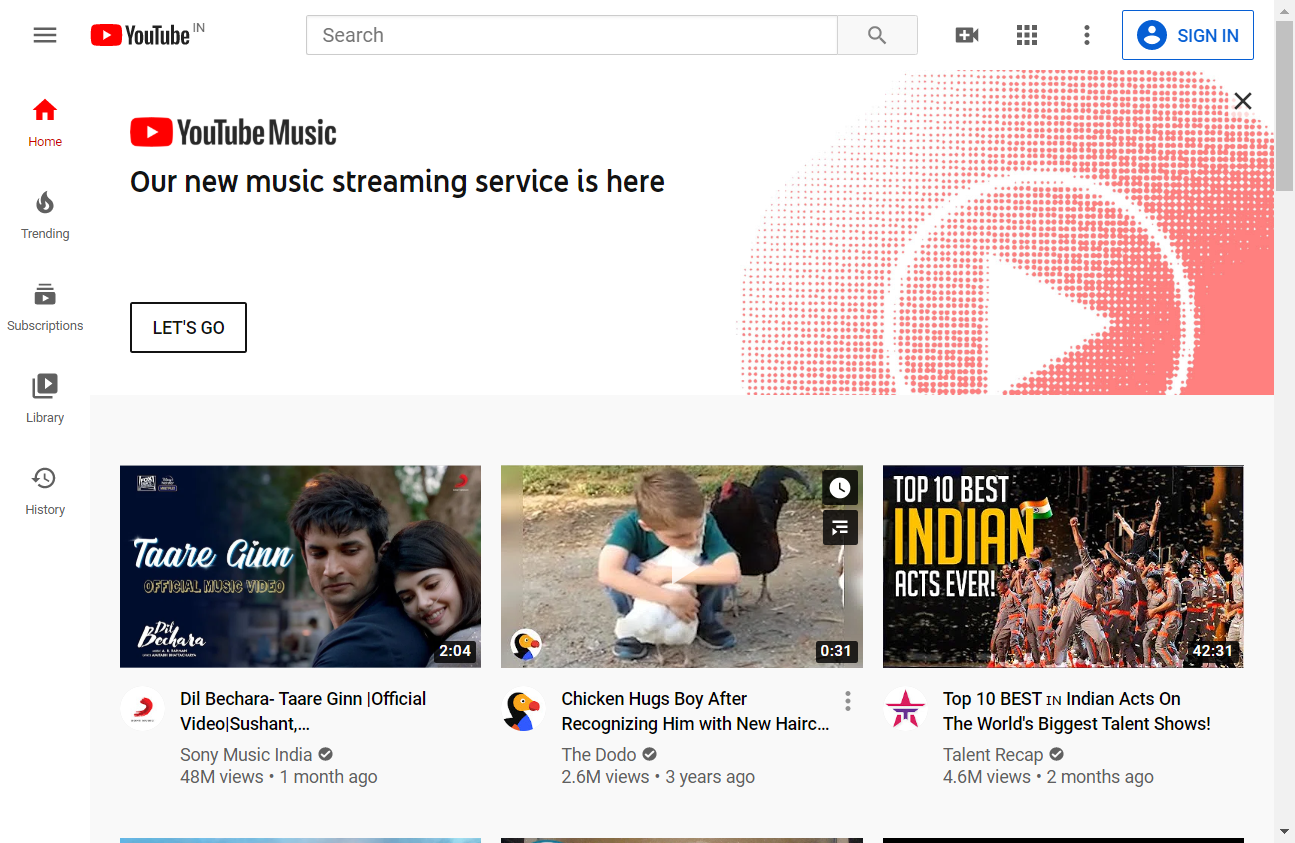 YouTube IN
Search
SIGN IN
Home
Trending
Subscriptions
Library
History
YouTube Music
Our new music streaming service is here
LET'S GO
Taare Ginn
OFFICIAL MUSIC VIDEO
Dil
Bechara
2:04
0:31
TOP 10 BEST
INDIAN
ACTS EVER!
42:31
Dil Bechara- Taare Ginn |Official
Video|Sushant,...
Sony Music India
48M views • 1 month ago
Chicken Hugs Boy After
Recognizing Him with New Hairc...
The Dodo
2.6M views • 3 years ago
Top 10 BEST IN Indian Acts On
The World's Biggest Talent Shows!
Talent Recap
4.6M views • 2 months ago